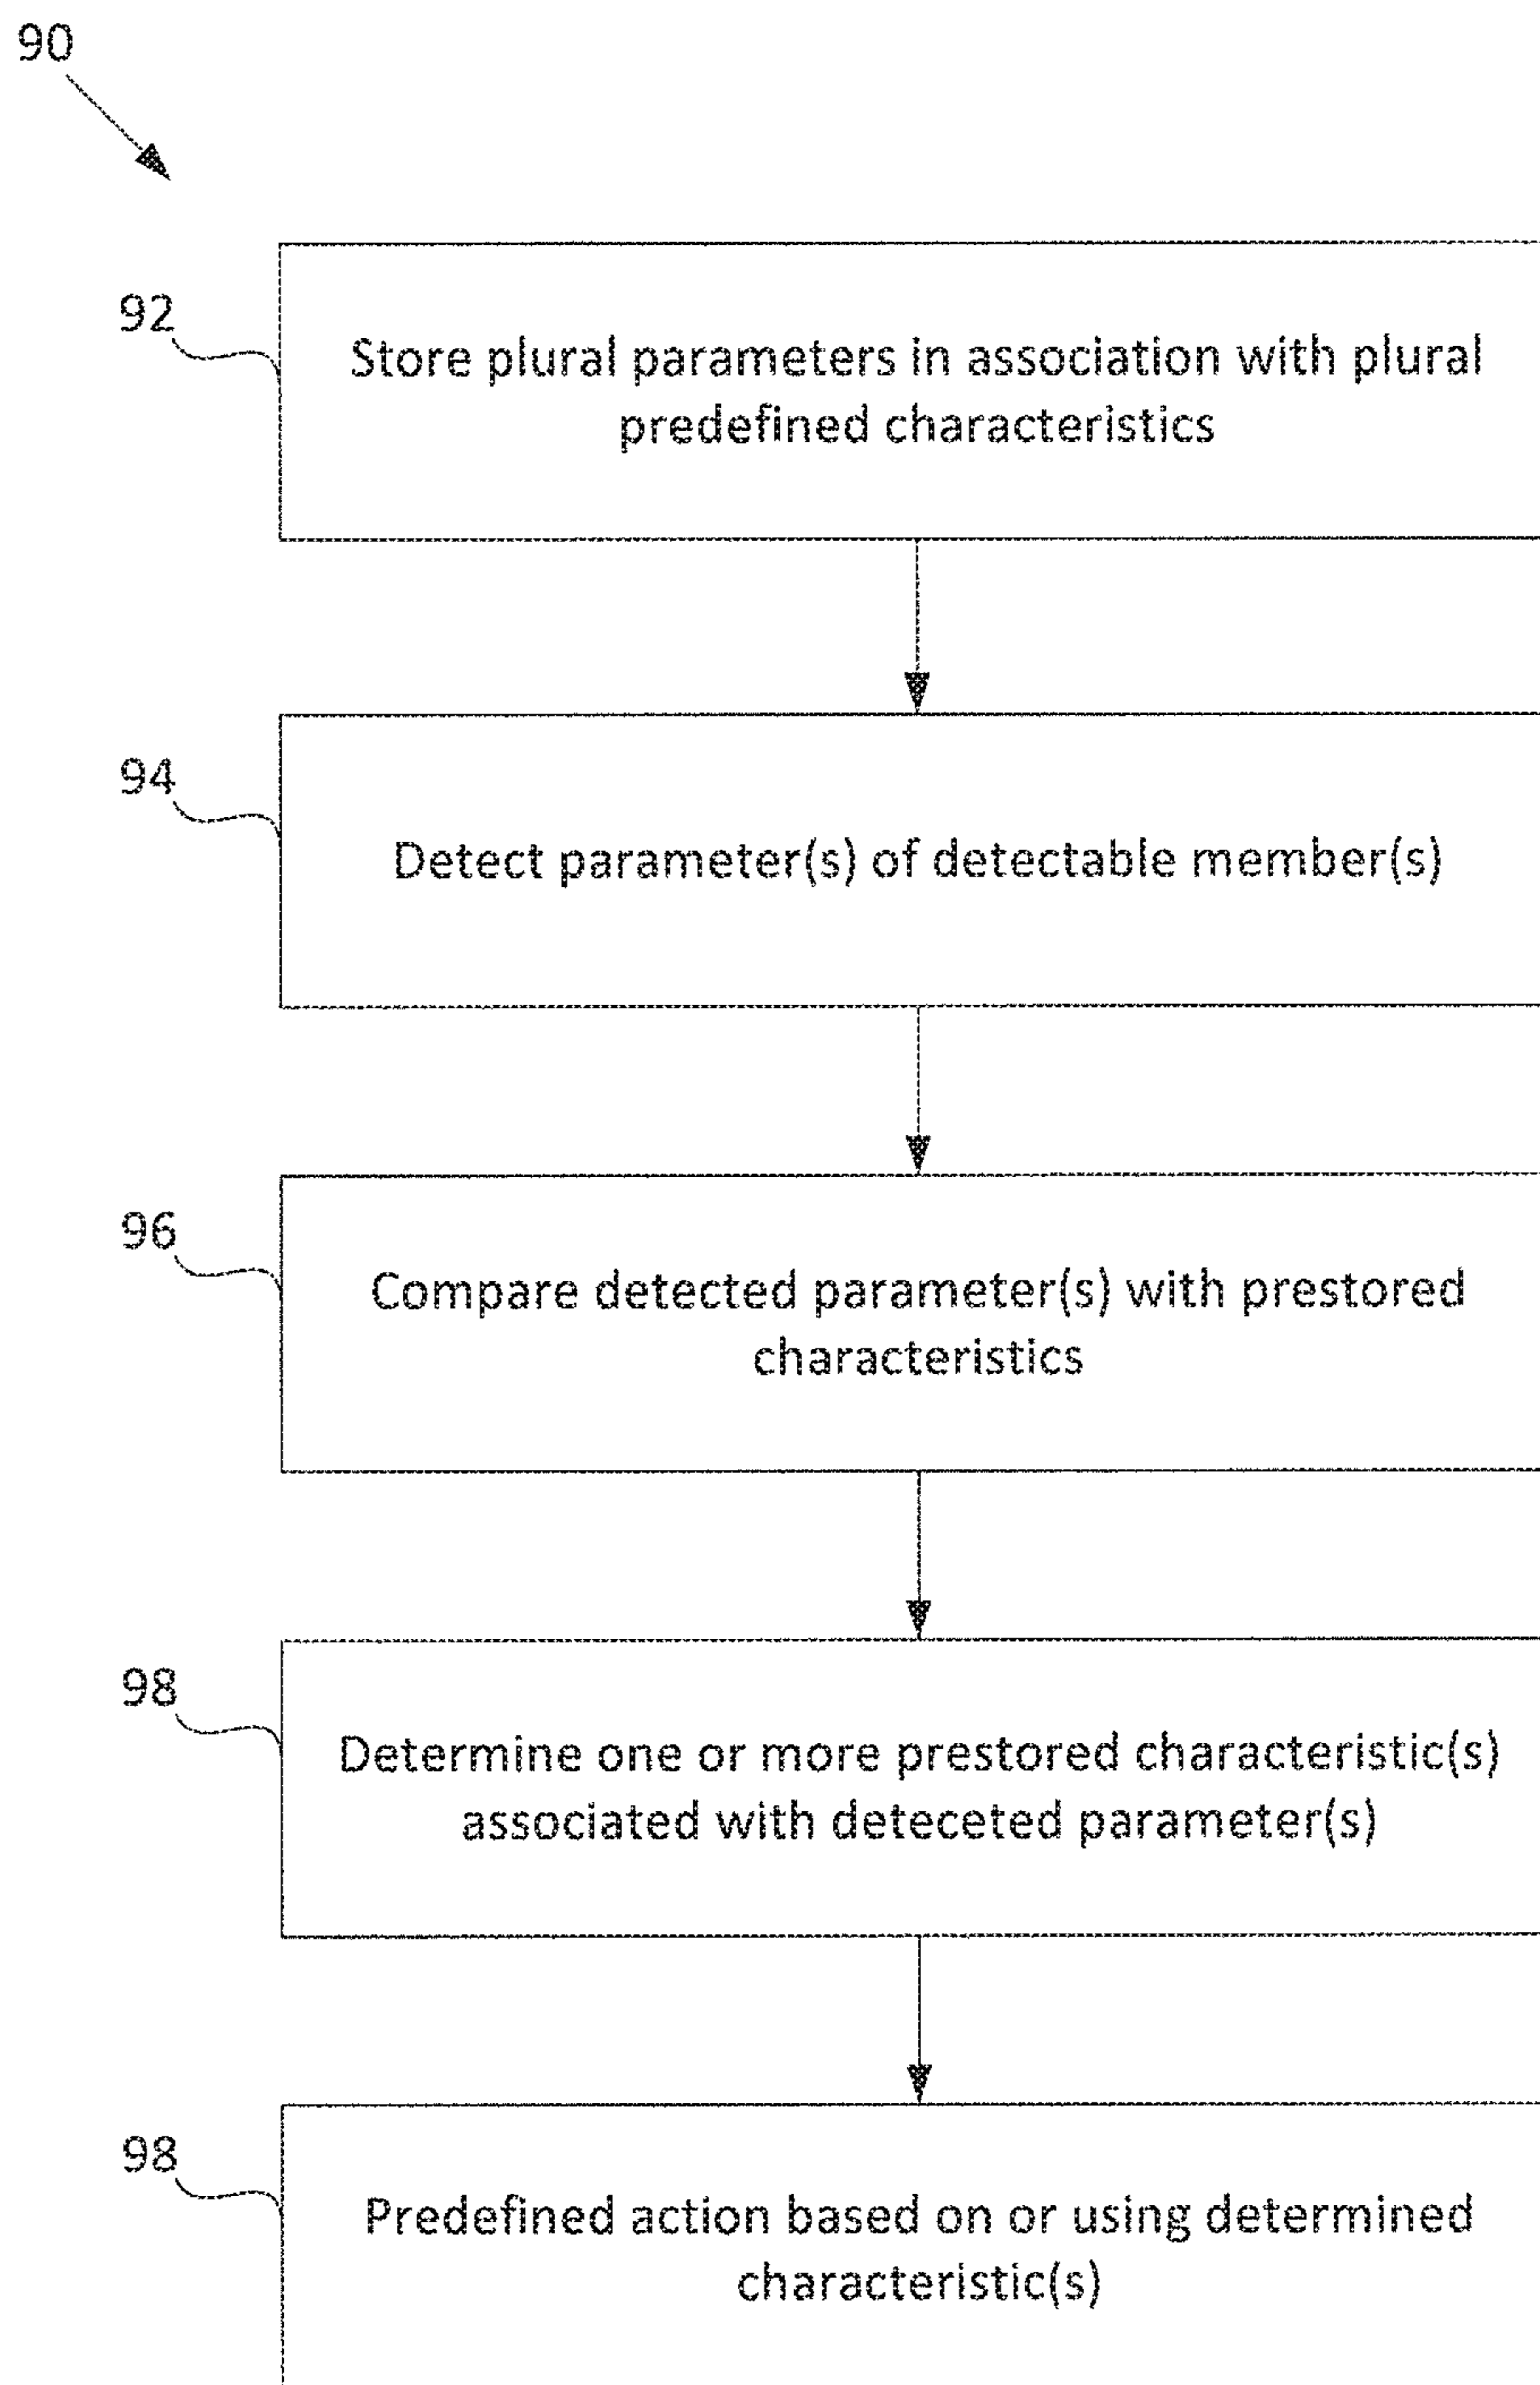 90
92
Store plural parameters in association with plural
predefined characteristics
94
Detect parameter(s) of detectable member(s)
96
Compare detected parameter(s) with prestored
characteristics
98
Determine one or more prestored characteristic(s)
associated with deteceted parameter(s)
98
Predefined action based on or using determined
characteristic(s)